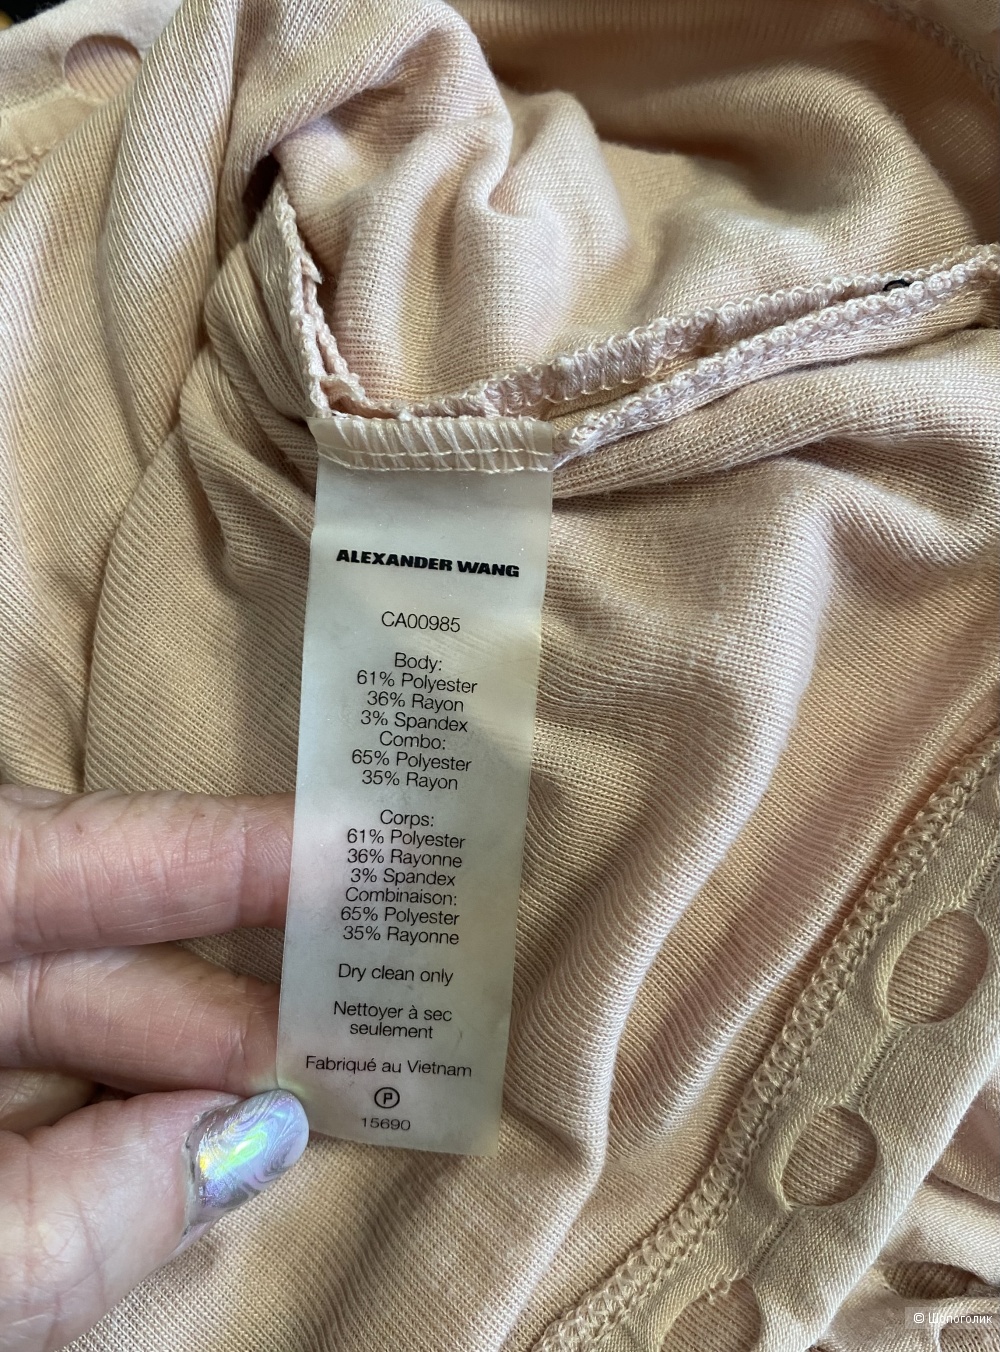 ALEXANDER WANG
CA00985
Body:
61% Polyester
36% Rayon
3% Spandex
Combo:
65% Polyester
35% Rayon
Corps:
61% Polyester
36% Rayonne
3% Spandex
Combinaison:
65% Polyester
35% Rayonne
Dry clean only
Nettoyer à sec
seulement
Fabriqué au Vietnam
P
15690
© Шопоголик